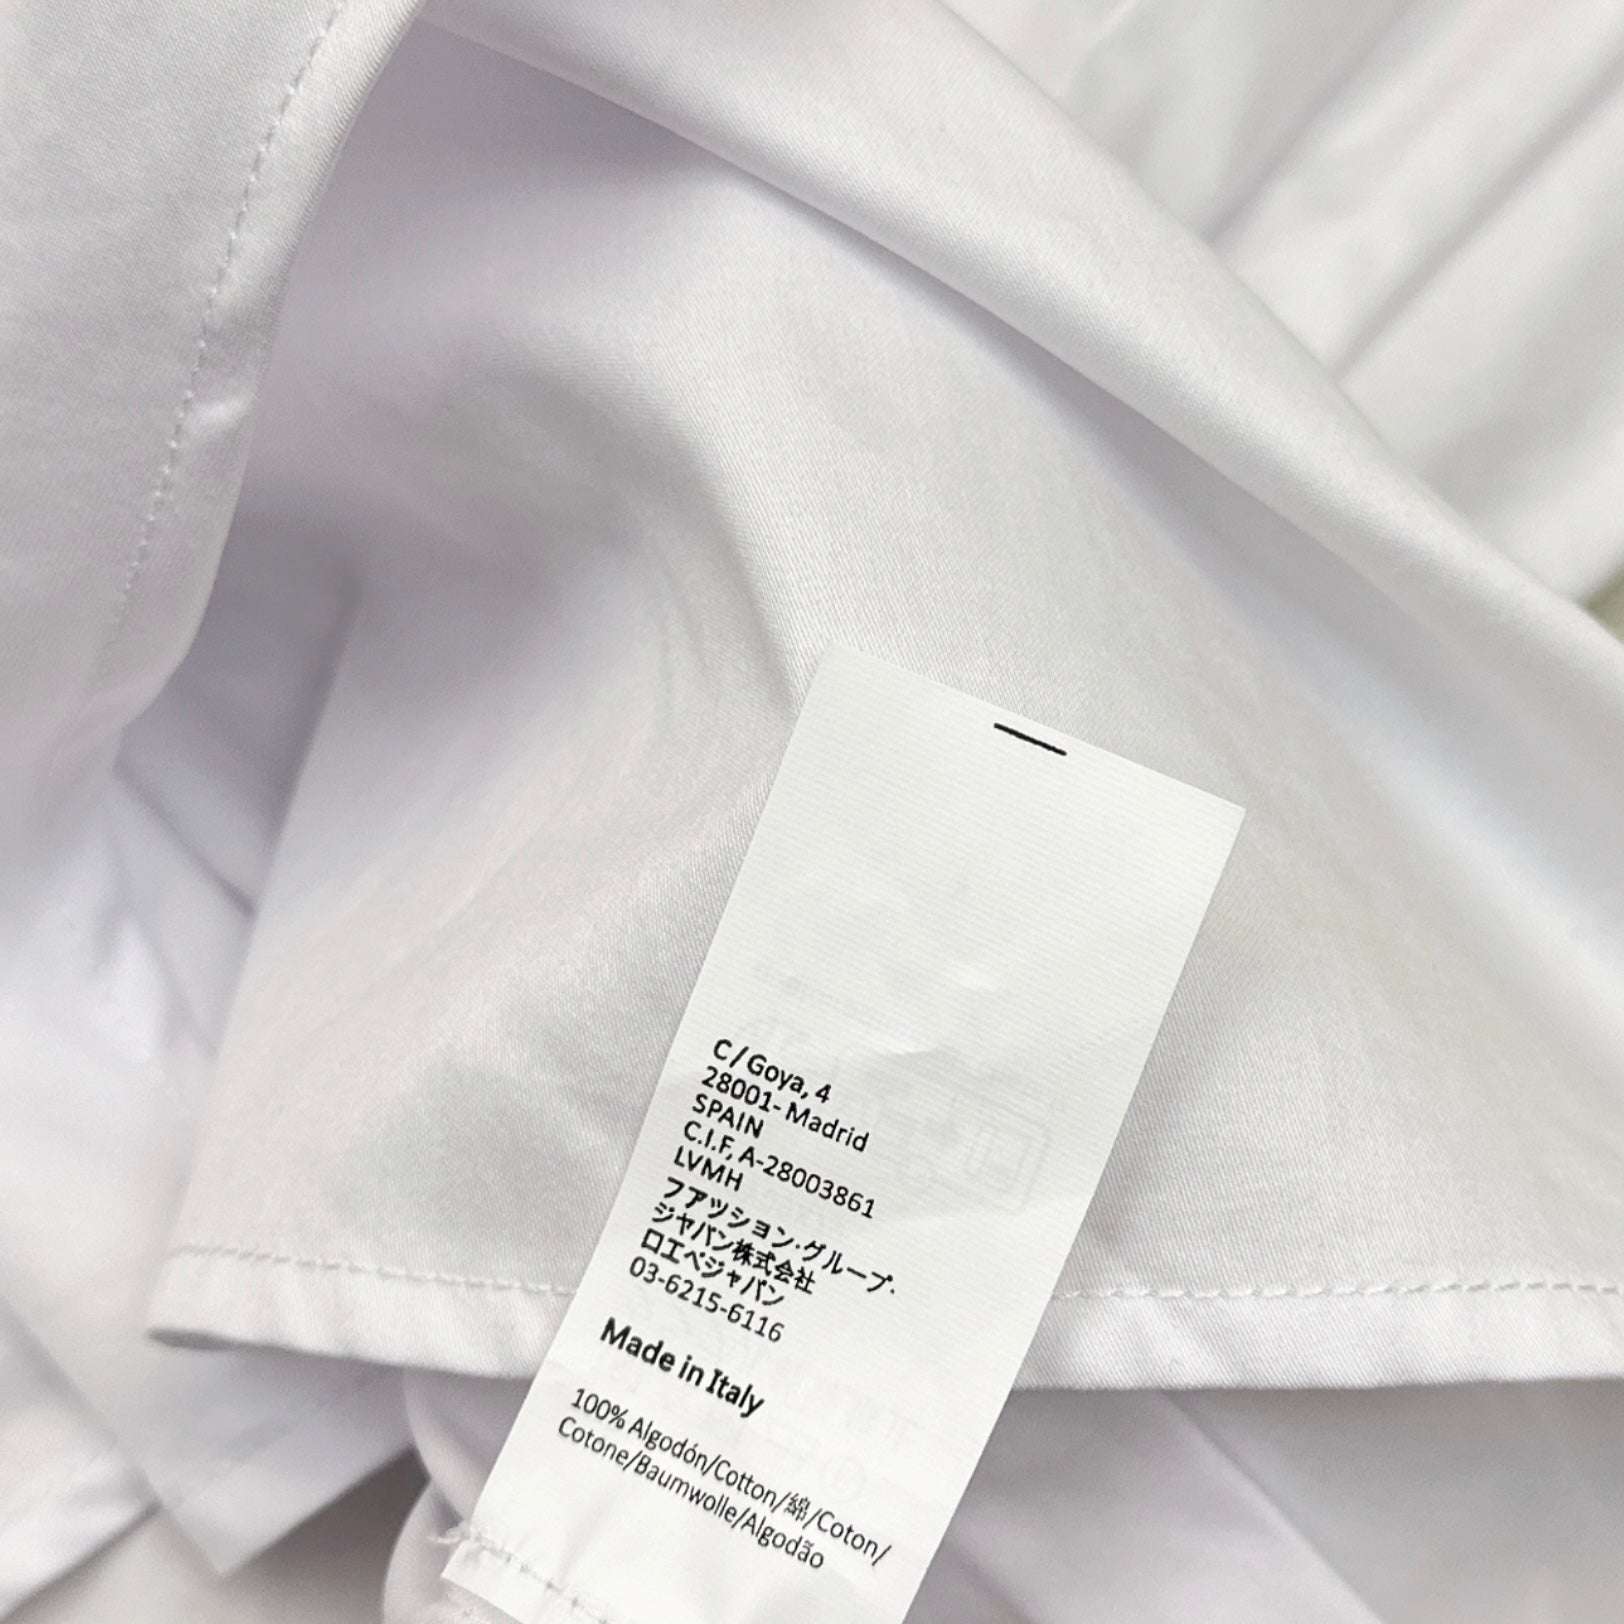 C/Goya, 4
28001- Madrid
SPAIN
C.I.F, A-28003861
LVMH
ファッション·グループ·
ジャパン株式会社
ロエベジャパン
03-6215-6116
Made in Italy
100% Algodón/Cotton/綿/Coton/
Cotone/Baumwolle/Algodão